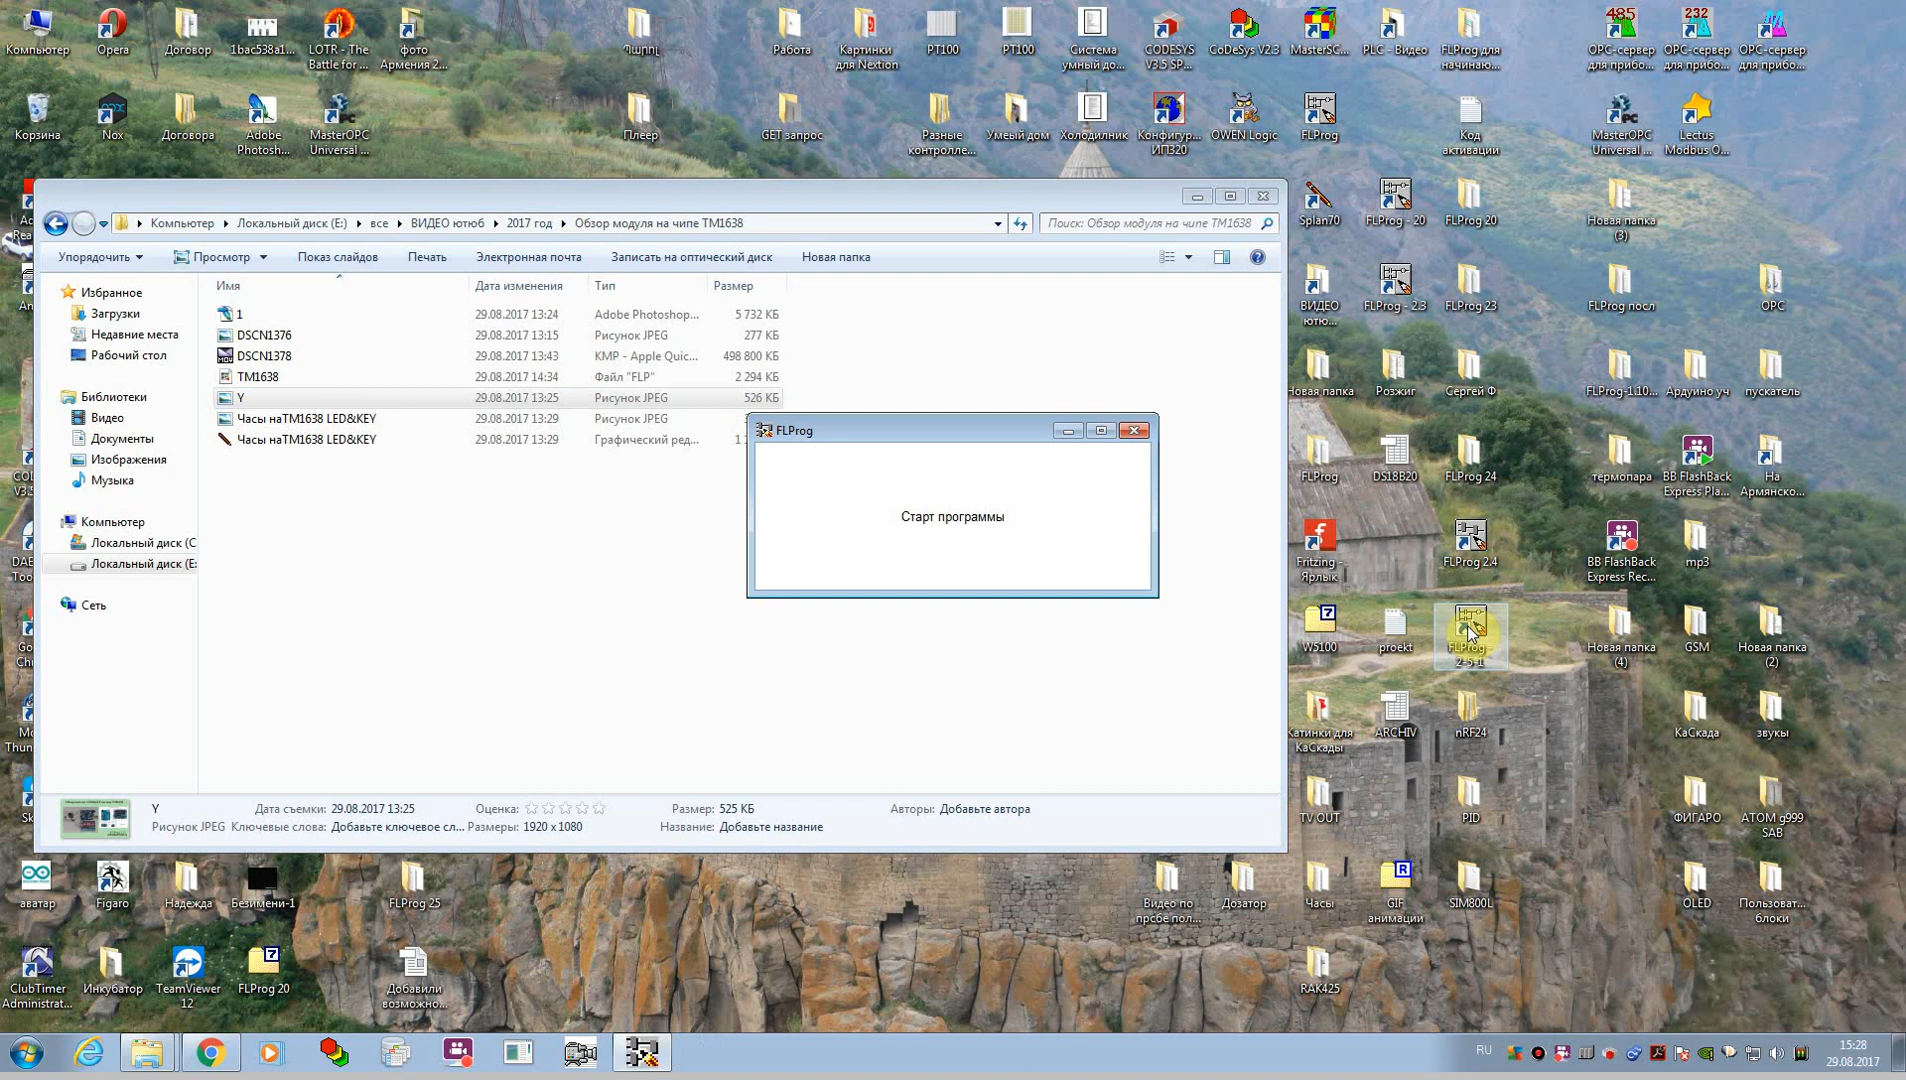 Компьютер
Opera
Договор
1bac538a1...
LOTR - The
Battle for ...
фото
Армения 2...
Работа
Картинки
для Nextion
PT100
PT100
Система
умный до...
CODESYS
V3.5 SP...
CoDeSys V2.3
MasterSC...
PLC - Видео
FLProg для
начинаю...
485
OPC-сервер
для прибо...
232
OPC-сервер
для прибо...
OPC-сервер
для прибо...
Корзина
Nox
Договора
Adobe
Photosh...
MasterOPC
Universal ...
Плеер
GET запрос
Разные
контролле...
Умеый дом
Холодилник
Конфигур...
ИП320
OWEN Logic
FLProg
Код
активации
MasterOPC
Universal ...
Lectus
Modbus O...
Компьютер
Локальный диск (E:)
все
ВИДЕО ютюб
2017 год
Обзор модуля на чипе TM1638
Поиск: Обзор модуля на чипе TM1638
Упорядочить
Просмотр
Показ слайдов
Печать
Электронная почта
Записать на оптический диск
Новая папка
Имя
Дата изменения
Тип
Размер
1
29.08.2017 13:24
Adobe Photoshop...
5 732 КБ
DSCN1376
29.08.2017 13:15
Рисунок JPEG
277 КБ
DSCN1378
29.08.2017 13:43
KMP - Apple Quic...
498 800 КБ
TM1638
29.08.2017 14:34
Файл "FLP"
2 294 КБ
Y
29.08.2017 13:25
Рисунок JPEG
526 КБ
Часы наTM1638 LED&KEY
29.08.2017 13:29
Рисунок JPEG
Часы наTM1638 LED&KEY
29.08.2017 13:29
Графический ред...
Избранное
Загрузки
Недавние места
Рабочий стол
Библиотеки
Видео
Документы
Изображения
Музыка
Компьютер
Локальный диск (C
Локальный диск (E:
Сеть
FLProg
Старт программы
Y
Дата съемки: 29.08.2017 13:25
Оценка:
Размер: 525 КБ
Авторы: Добавьте автора
Рисунок JPEG
Ключевые слова: Добавьте ключевое сл...
Размеры: 1920 x 1080
Название: Добавьте название
Splan70
FLProg - 20
FLProg 20
Новая папка
(3)
ВИДЕО
ютю...
FLProg - 2.3
FLProg 23
FLProg посл
OPC
Новая папка
Розжиг
Сергей Ф
FLProg-1.10...
Ардуино уч
пускатель
FLProg
DS18B20
FLProg 24
термопара
BB FlashBack
Express Pla...
На
Армянско...
Fritzing -
Ярлык
FLProg 2.4
BB FlashBack
Express Rec...
mp3
W5100
proekt
FLProg -
2-5-1
Новая папка
(4)
GSM
Новая папка
(2)
Катинки для
КаСкады
ARCHIV
nRF24
КаСкада
звукы
TV OUT
PID
ФИГАРО
ATOM g999
SAB
аватар
Figaro
Надежда
Безимени-1
FLProg 25
Видео по
прсбе пол...
Дозатор
Часы
GIF
анимации
SIM800L
OLED
Пользоват...
блоки
ClubTimer
Administrat...
Инкубатор
TeamViewer
12
FLProg 20
Добавили
возможно...
RAK425
RU
15:28
29.08.2017